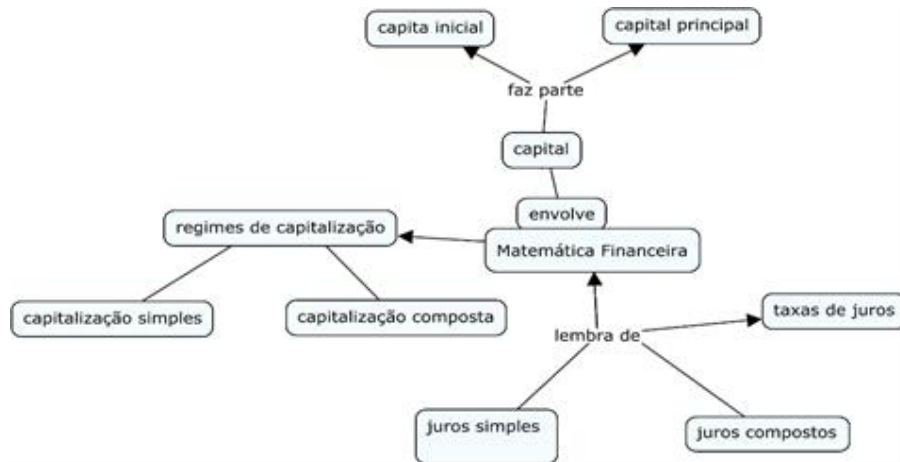 capita inicial
capital principal
faz parte
capital
envolve
regimes de capitalização
Matemática Financeira
capitalização simples
capitalização composta
taxas de juros
lembra de
juros simples
juros compostos